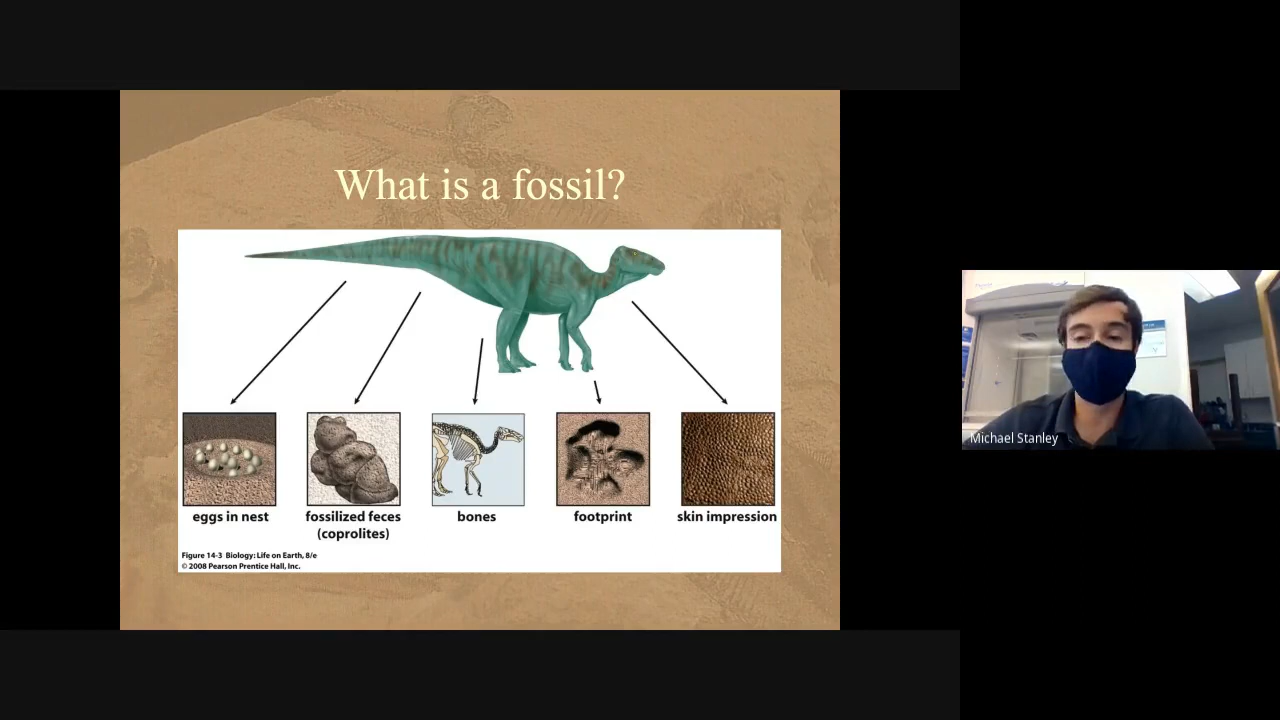 What is a fossil?
eggs in nest
fossilized feces
(coprolites)
bones
footprint
skin impression
Figure 14-3 Biology: Life on Earth, 8/e
© 2008 Pearson Prentice Hall, Inc.
Michael Stanley